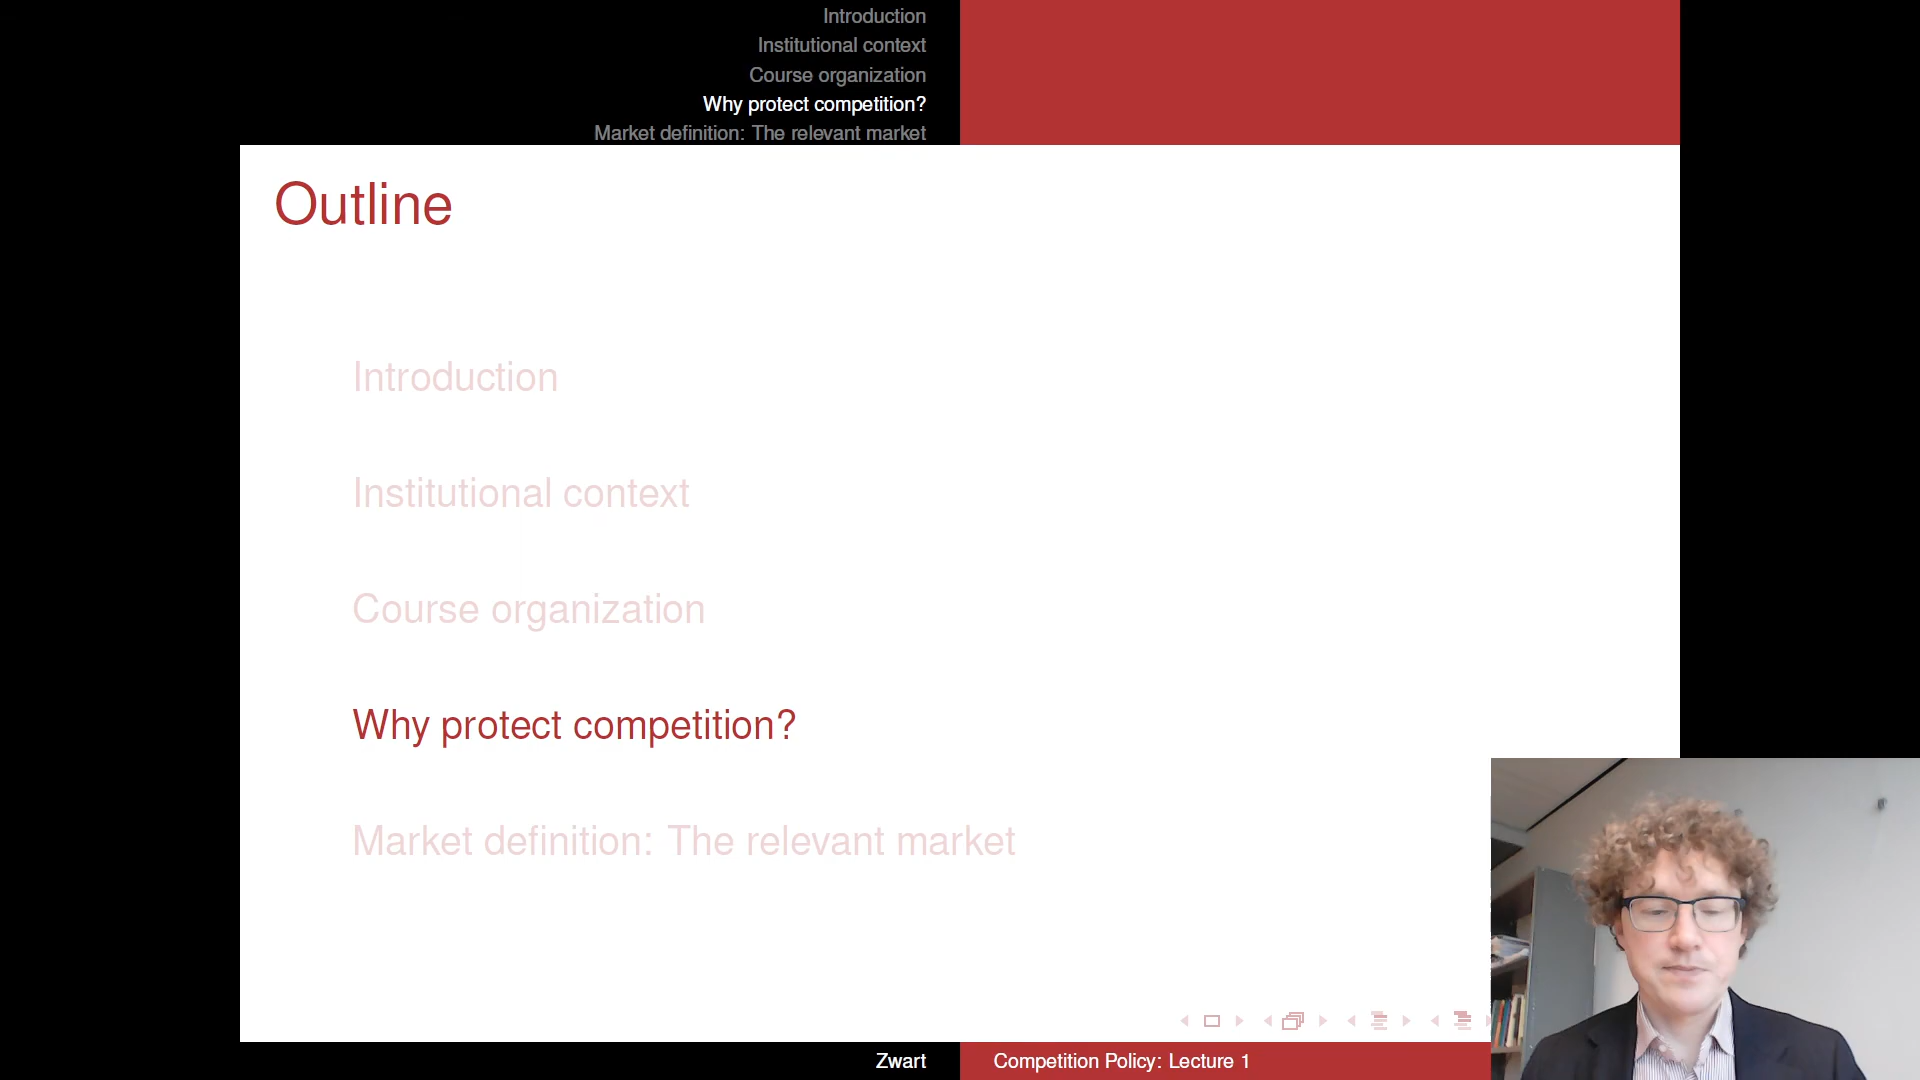 Introduction
Institutional context
Course organization
Why protect competition?
Market definition: The relevant market
Outline
Introduction
Institutional context
Course organization
Why protect competition?
Market definition: The relevant market
Zwart
Competition Policy: Lecture 1